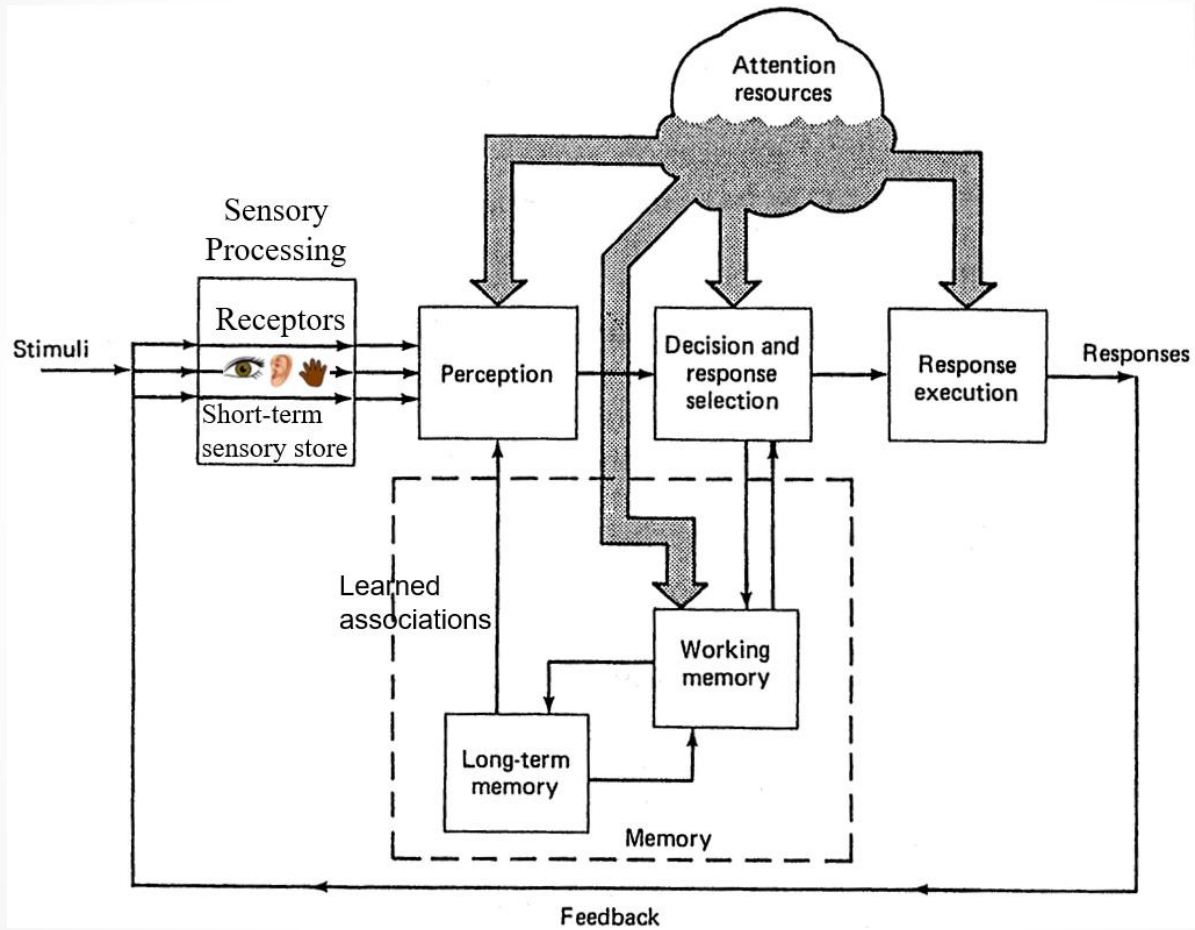 Attention
resources
Sensory
Processing
Receptors
Short-term
sensory store
Stimuli
Perception
Decision and
response
selection
Response
execution
Responses
Learned
associations
Working
memory
Long-term
memory
Memory
Feedback